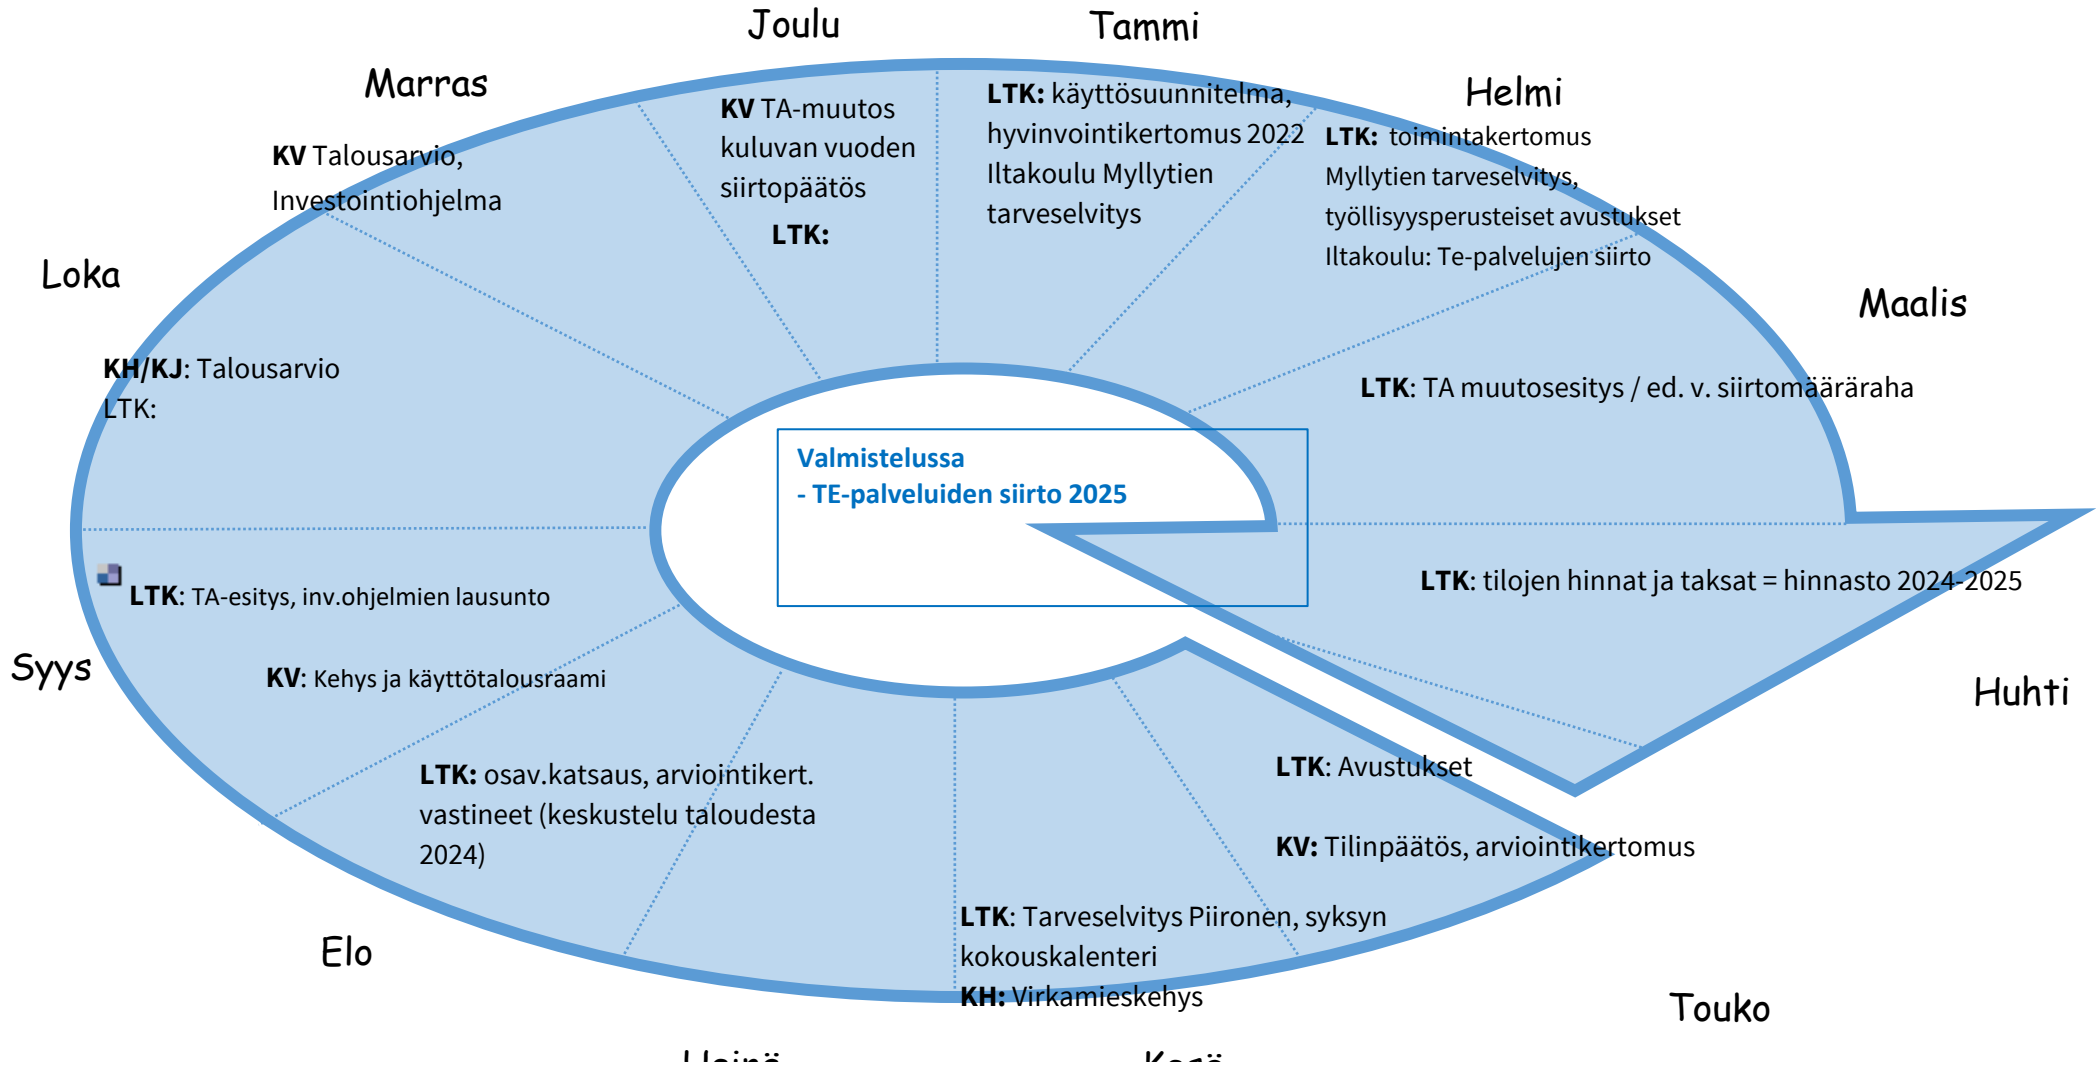 Joulu
Tammi
Marras
Helmi
KV TA-muutos
kuluvan vuoden
siirtopäätös
LTK:
LTK: käyttösuunnitelma,
hyvinvointikertomus 2022
Iltakoulu Myllytien
tarveselvitys
LTK: toimintakertomus
Myllytien tarveselvitys,
työllisyysperusteiset avustukset
Iltakoulu: Te-palvelujen siirto
KV Talousarvio,
Investointiohjelma
Loka
Maalis
KH/KJ: Talousarvio
LTK:
LTK: TA muutosesitys / ed. v. siirtomääräraha
Valmistelussa
- TE-palveluiden siirto 2025
LTK: tilojen hinnat ja taksat = hinnasto 2024-2025
LTK: TA-esitys, inv.ohjelmien lausunto
Syys
KV: Kehys ja käyttötalousraami
Huhti
LTK: osav.katsaus, arviointikert.
vastineet (keskustelu taloudesta
2024)
LTK: Avustukset
KV: Tilinpäätös, arviointikertomus
LTK: Tarveselvitys Piironen, syksyn
kokouskalenteri
KH: Virkamieskehys
Elo
Touko
Heinä
Kesä